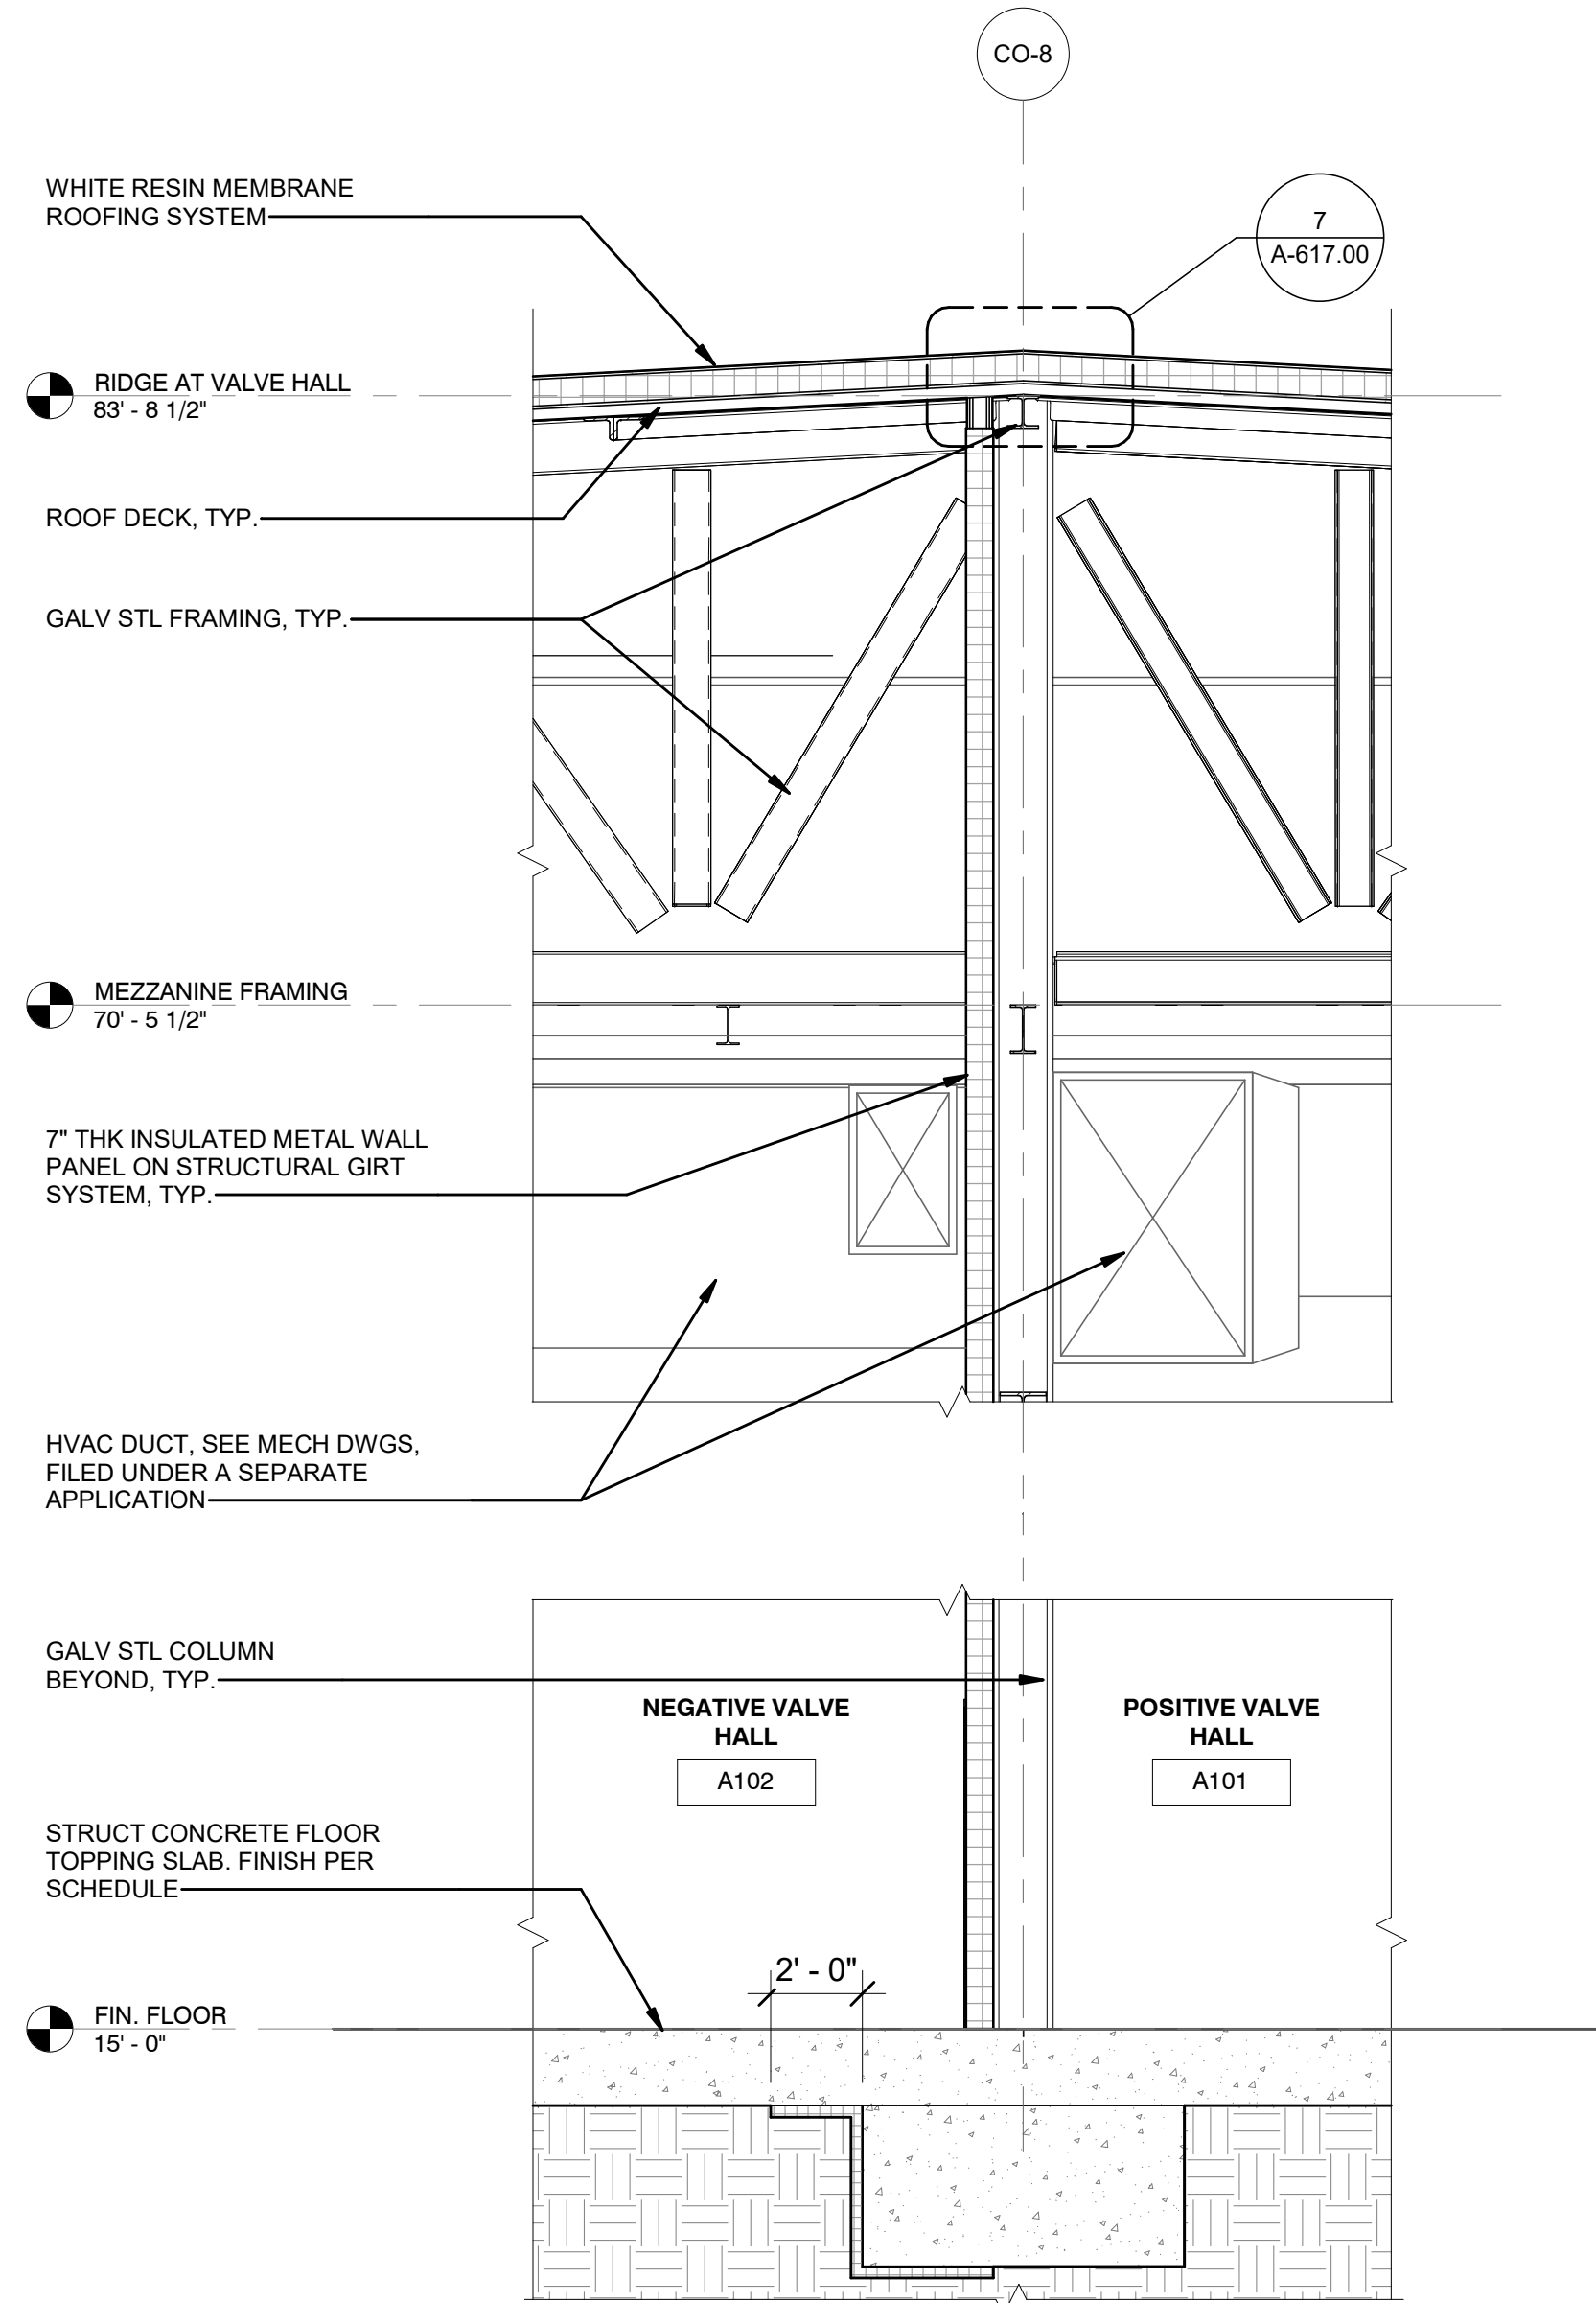 CO-8
WHITE RESIN MEMBRANE
ROOFING SYSTEM
7
A-617.00
RIDGE AT VALVE HALL
83' - 8 1/2"
ROOF DECK, TYP.
GALV STL FRAMING, TYP.
MEZZANINE FRAMING
70' - 5 1/2"
7" THK INSULATED METAL WALL
PANEL ON STRUCTURAL GIRT
SYSTEM, TYP.
HVAC DUCT, SEE MECH DWGS,
FILED UNDER A SEPARATE
APPLICATION
GALV STL COLUMN
BEYOND, TYP.
NEGATIVE VALVE
HALL
A102
POSITIVE VALVE
HALL
A101
STRUCT CONCRETE FLOOR
TOPPING SLAB. FINISH PER
SCHEDULE
2' - 0"
FIN. FLOOR
15' - 0"